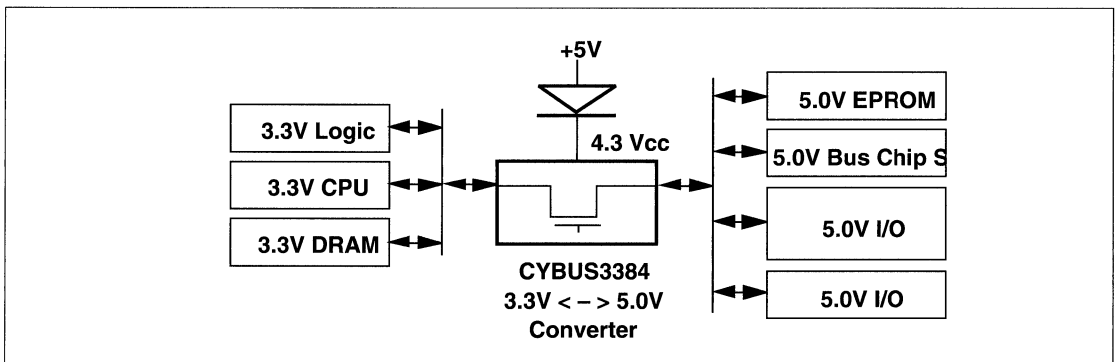 +5V
4.3 Vcc
3.3V Logic
3.3V CPU
3.3V DRAM
5.0V EPROM
5.0V Bus Chip S
5.0V I/O
5.0V I/O
CYBUS3384
3.3V < – > 5.0V
Converter